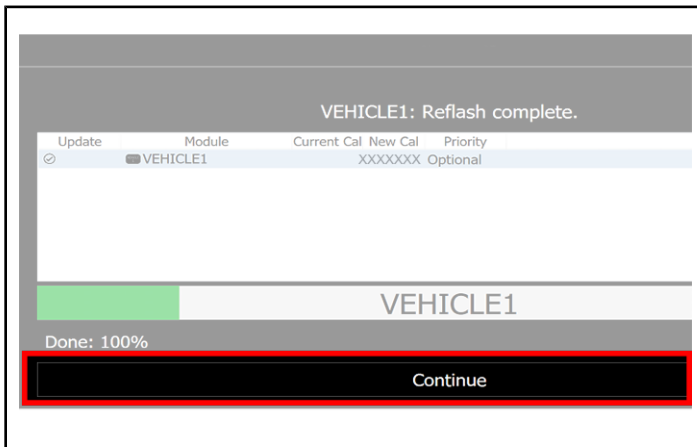 VEHICLE1: Reflash complete.
Update Module Current Cal New Cal Priority
VEHICLE1 XXXXXXX Optional
VEHICLE1
Done: 100%
Continue